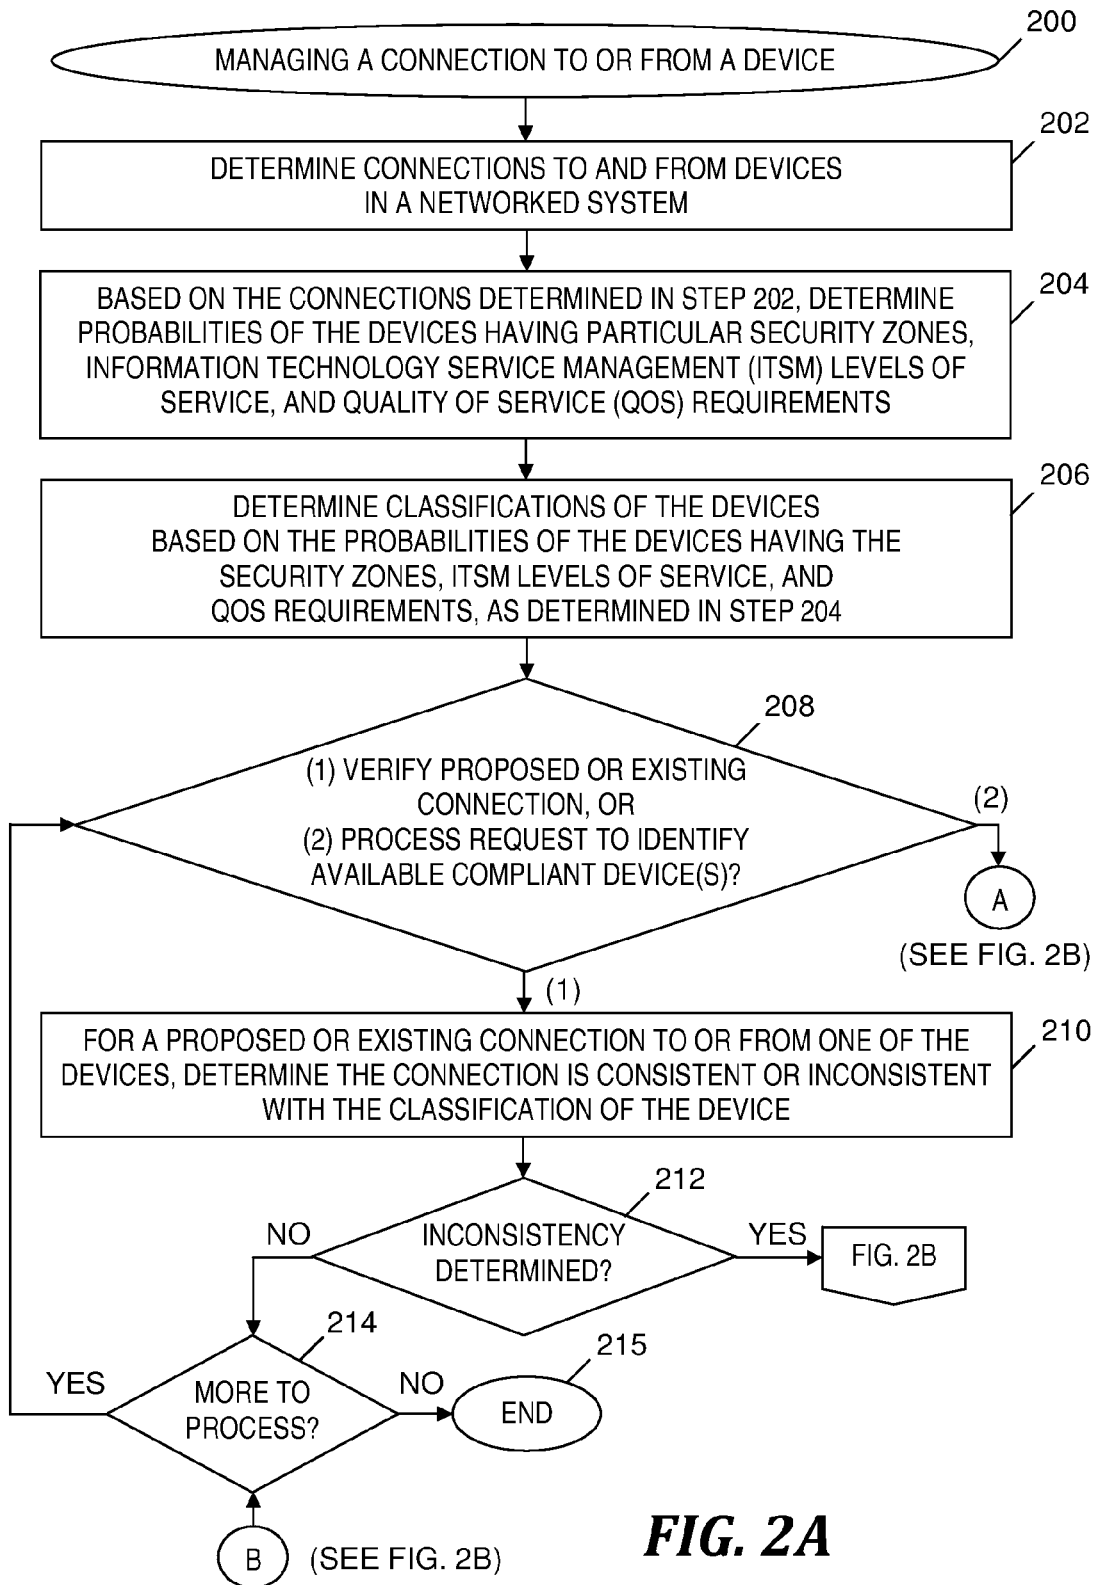 200
MANAGING A CONNECTION TO OR FROM A DEVICE
202
DETERMINE CONNECTIONS TO AND FROM DEVICES
IN A NETWORKED SYSTEM
204
BASED ON THE CONNECTIONS DETERMINED IN STEP 202, DETERMINE
PROBABILITIES OF THE DEVICES HAVING PARTICULAR SECURITY ZONES,
INFORMATION TECHNOLOGY SERVICE MANAGEMENT (ITSM) LEVELS OF
SERVICE, AND QUALITY OF SERVICE (QOS) REQUIREMENTS
206
DETERMINE CLASSIFICATIONS OF THE DEVICES
BASED ON THE PROBABILITIES OF THE DEVICES HAVING THE
SECURITY ZONES, ITSM LEVELS OF SERVICE, AND
QOS REQUIREMENTS, AS DETERMINED IN STEP 204
208
(1) VERIFY PROPOSED OR EXISTING
CONNECTION, OR
(2) PROCESS REQUEST TO IDENTIFY
AVAILABLE COMPLIANT DEVICE(S)?
(2)
A
(SEE FIG. 2B)
(1)
210
FOR A PROPOSED OR EXISTING CONNECTION TO OR FROM ONE OF THE
DEVICES, DETERMINE THE CONNECTION IS CONSISTENT OR INCONSISTENT
WITH THE CLASSIFICATION OF THE DEVICE
212
INCONSISTENCY
DETERMINED?
NO
YES
FIG. 2B
214
MORE TO
PROCESS?
YES
NO
215
END
B
(SEE FIG. 2B)
FIG. 2A